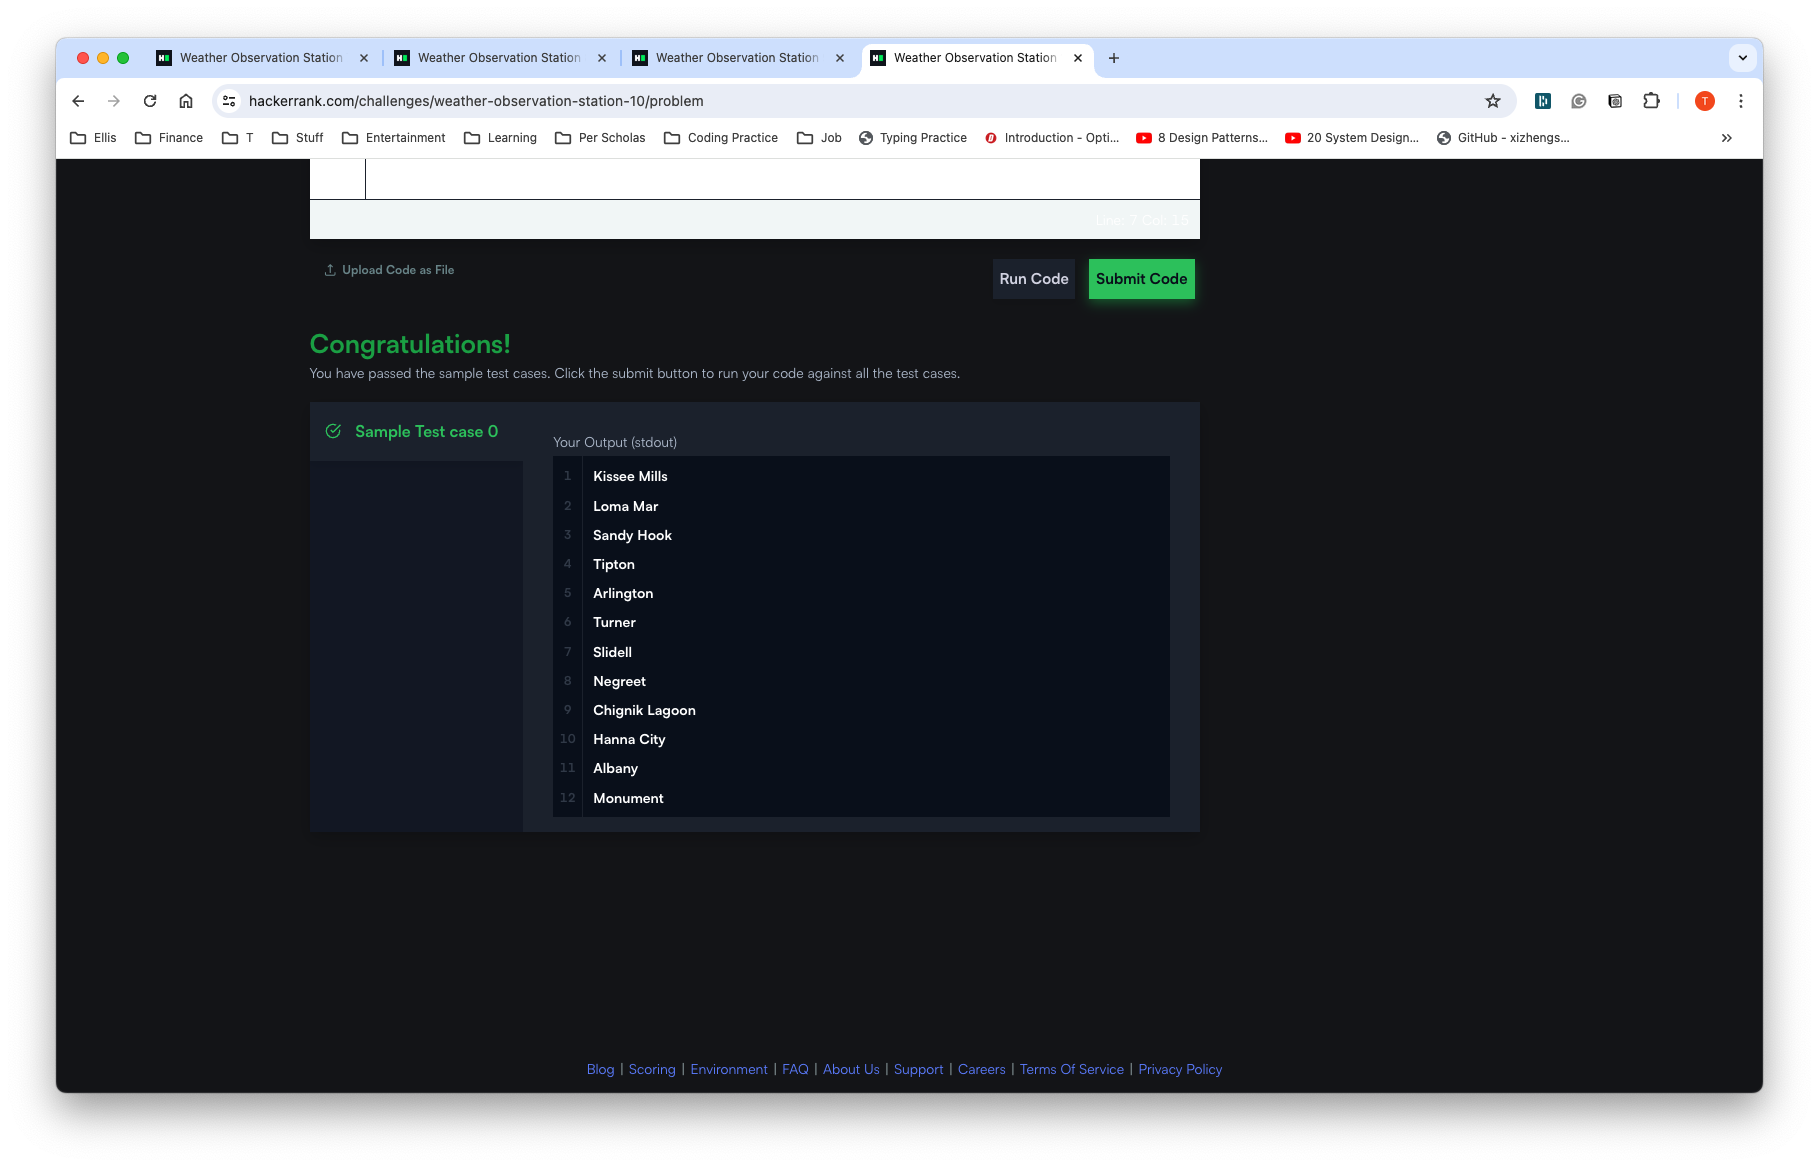 Weather Observation Station
Weather Observation Station
Weather Observation Station
Weather Observation Station
hackerrank.com/challenges/weather-observation-station-10/problem
T
Ellis Finance T Stuff Entertainment Learning Per Scholas Coding Practice Job Typing Practice Introduction - Opti... 8 Design Patterns... 20 System Design... GitHub - xizhengs...
Line: 7 Col: 15
Upload Code as File
Run Code
Submit Code
Congratulations!
You have passed the sample test cases. Click the submit button to run your code against all the test cases.
Sample Test case 0
Your Output (stdout)
1 Kissee Mills
2 Loma Mar
3 Sandy Hook
4 Tipton
5 Arlington
6 Turner
7 Slidell
8 Negreet
9 Chignik Lagoon
10 Hanna City
11 Albany
12 Monument
Blog | Scoring | Environment | FAQ | About Us | Support | Careers | Terms Of Service | Privacy Policy